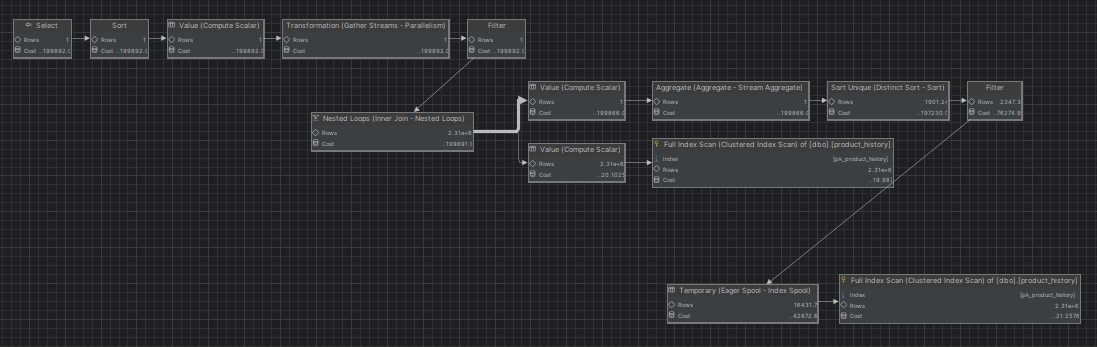 Select
Rows 1
Cost ..199892.0
Sort
Rows 1
Cost ..199892.0
Value (Compute Scalar)
Rows 1
Cost ..199892.0
Transformation (Gather Streams - Parallelism)
Rows 1
Cost ..199892.0
Filter
Rows 1
Cost ..199892.0
Nested Loops (Inner Join - Nested Loops)
Rows 2.31e+6
Cost ..199891.0
Value (Compute Scalar)
Rows 1
Cost 199866.0
Aggregate (Aggregate - Stream Aggregate)
Rows 1
Cost ..199866.0
Sort Unique (Distinct Sort - Sort)
Rows 1901.2
Cost ..197230.0
Filter
Rows 2347.3
Cost ..76274.9
Value (Compute Scalar)
Rows 2.31e+6
Cost ..20.1025
Full Index Scan (Clustered Index Scan) of [dbo].[product_history]
Index [pk_product_history]
Rows 2.31e+6
Cost ..19.98
Temporary (Eager Spool - Index Spool)
Rows 16431.7
Cost ..42872.6
Full Index Scan (Clustered Index Scan) of [dbo].[product_history]
Index [pk_product_history]
Rows 2.31e+6
Cost ..21.2576